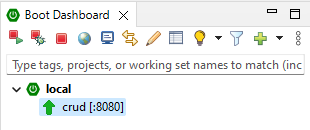 Boot Dashboard
Type tags, projects, or working set names to match (inc
local
crud [:8080]